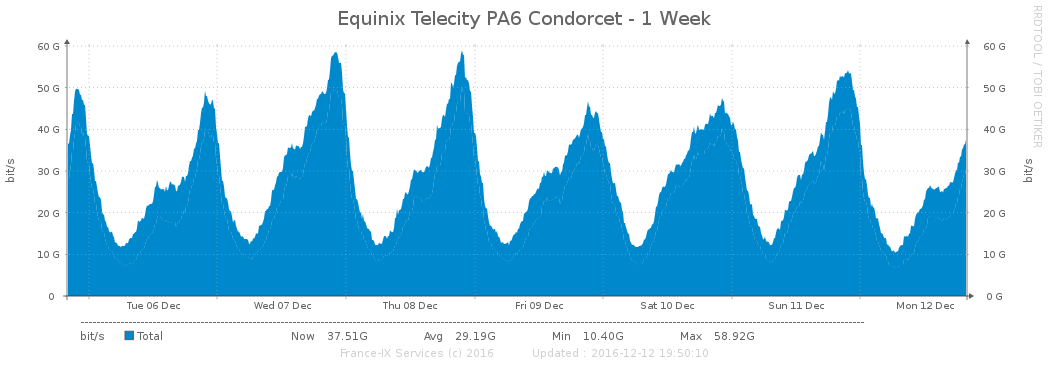 Equinix Telecity PA6 Condorcet - 1 Week
RRDTOOL / TOBI OETIKER
bit/s
60 G
50 G
40 G
30 G
20 G
10 G
0
60 G
50 G
40 G
30 G
20 G
10 G
0 G
bit/s
Tue 06 Dec Wed 07 Dec Thu 08 Dec Fri 09 Dec Sat 10 Dec Sun 11 Dec Mon 12 Dec
bit/s Total Now 37.51G Avg 29.19G Min 10.40G Max 58.92G
France-IX Services (c) 2016 Updated : 2016-12-12 19:50:10